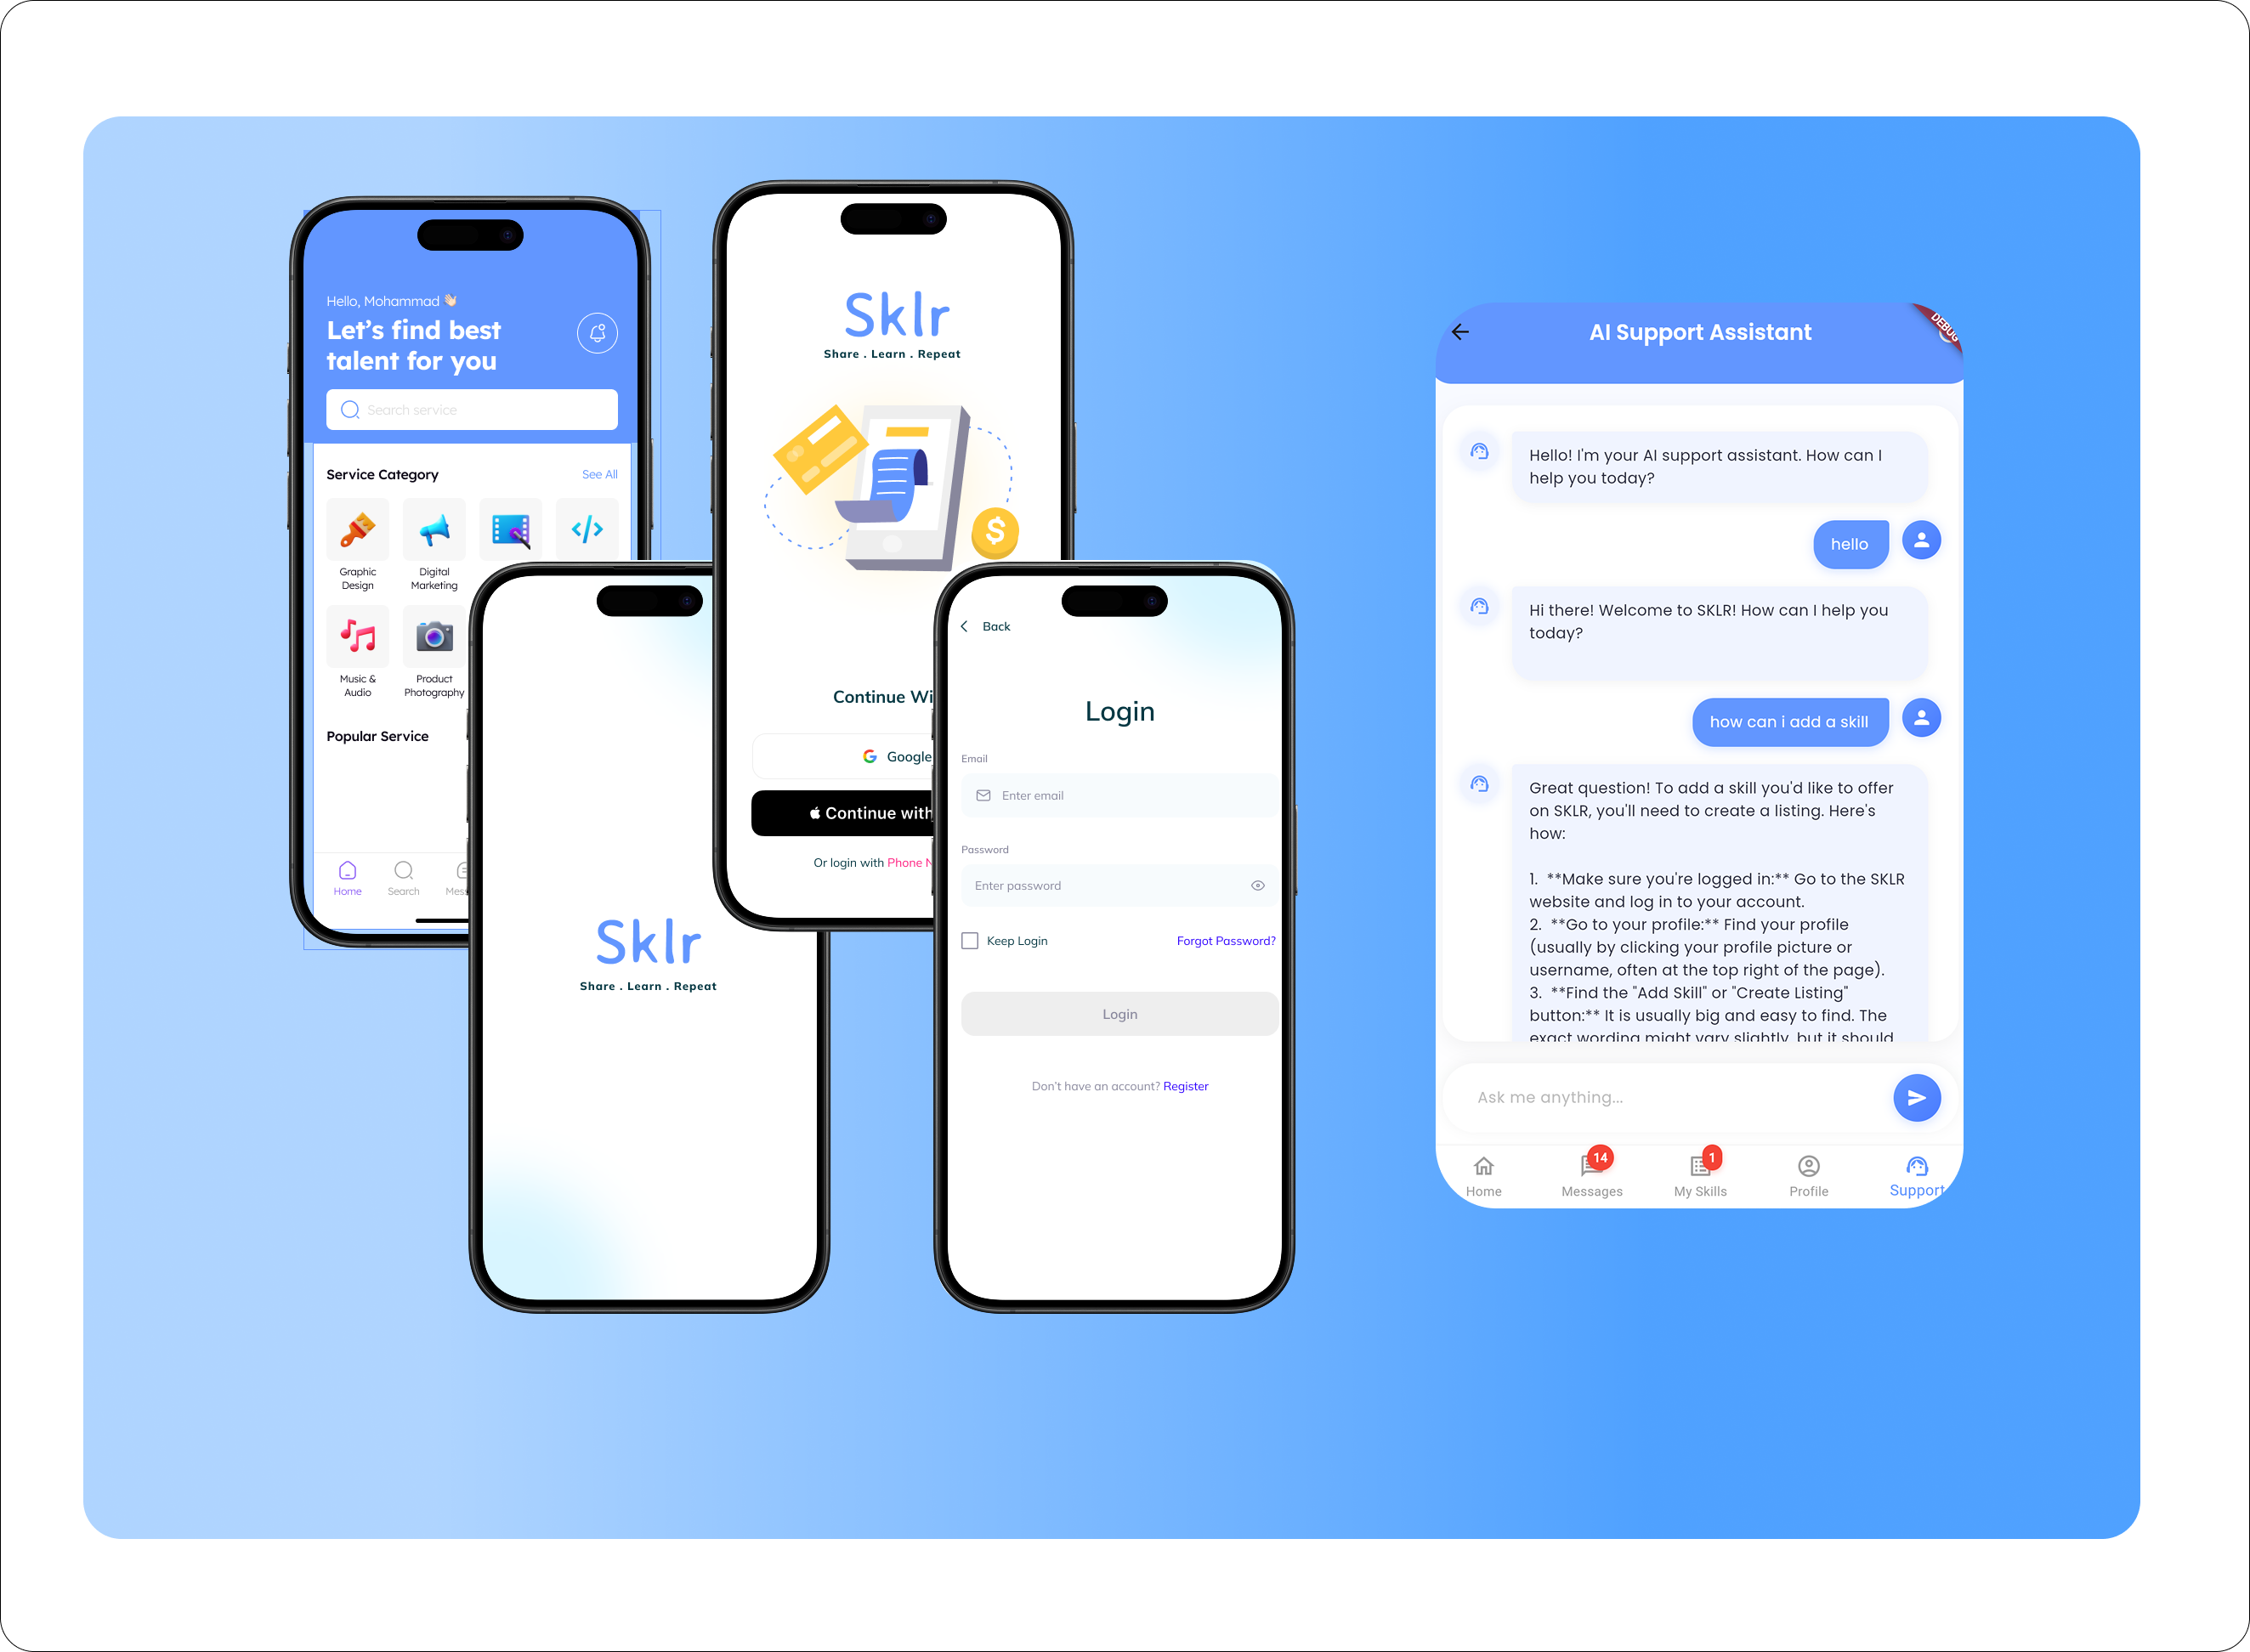 Hello, Mohammad 👋🏻
Let's find best
talent for you
Search service
Service Category
See All
Graphic
Design
Digital
Marketing
Music &
Audio
Product
Photography
Popular Service
Home
Search
Sklr
Share . Learn . Repeat
$
Continue
Google
Continue with
Or login with Phone
Sklr
Share . Learn . Repeat
Back
Login
Email
Enter email
Password
Enter password
Keep Login
Forgot Password?
Login
Don't have an account? Register
AI Support Assistant
DEBUG
Hello! I'm your AI support assistant. How can I
help you today?
hello
Hi there! Welcome to SKLR! How can I help you
today?
how can i add a skill
Great question! To add a skill you'd like to offer
on SKLR, you'll need to create a listing. Here's
how:
1. **Make sure you're logged in:** Go to the SKLR
website and log in to your account.
2. **Go to your profile:** Find your profile
(usually by clicking your profile picture or
username, often at the top right of the page).
3. **Find the "Add Skill" or "Create Listing"
button:** It is usually big and easy to find. The
exact wording might vary slightly, but it should
Ask me anything...
14
1
Home
Messages
My Skills
Profile
Support